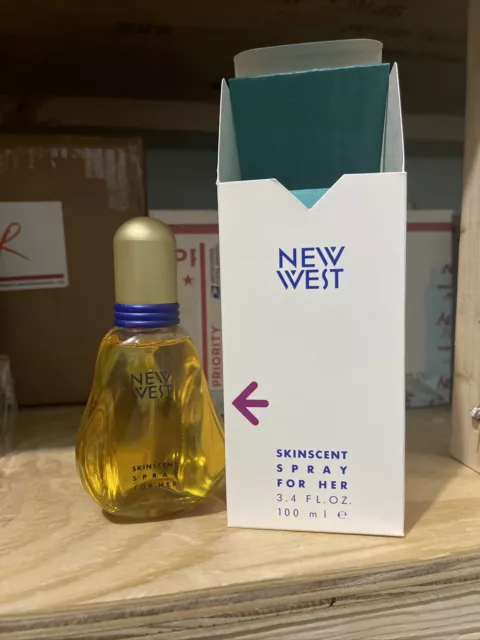 NEW
WEST
SKINSCENT
SPRAY
FOR HER
3.4 FL.OZ.
100 ml ℮
NEW
WEST
SKINSCENT
SPRAY
FOR HER
R
PRIORITY